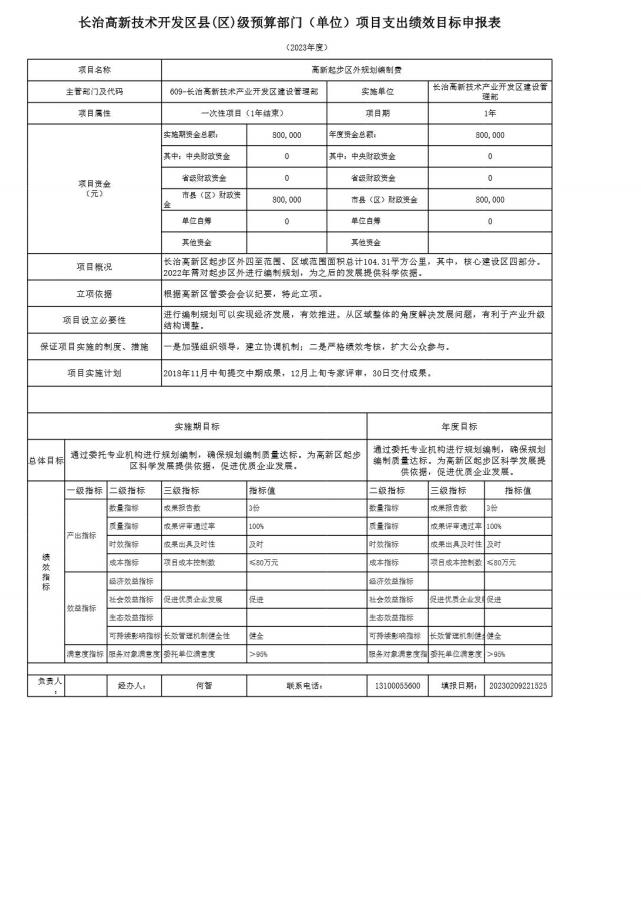 长治高新技术开发区县(区)级预算部门（单位）项目支出绩效目标申报表
（2023年度）
项目名称 高新起步区外规划编制费
主管部门及代码 609-长治高新技术产业开发区建设管理部 实施单位 长治高新技术产业开发区建设管
理部
项目属性 一次性项目(1年结束) 项目期 1年
项目资金
（元）
实施期资金总额： 800,000 年度资金总额： 800,000
其中：中央财政资金 0 其中：中央财政资金 0
省级财政资金 0 省级财政资金 0
市县（区）财政资
金 800,000 市县（区）财政资金 800,000
单位自筹 0 单位自筹 0
其他资金 其他资金
项目概况 长治高新区起步区外四至范围、区域范围面积总计104.31平方公里，其中，核心建设区四部分。
2022年需对起步区外进行编制规划，为之后的发展提供科学依据。
立项依据 根据高新区管委会会议纪要，特此立项。
项目设立必要性 进行编制规划可以实现经济发展，有效推进。从区域整体的角度解决发展问题，有利于产业升级
结构调整。
保证项目实施的制度、措施 一是加强组织领导，建立协调机制；二是严格绩效考核，扩大公众参与。
项目实施计划 2018年11月中旬提交中期成果，12月上旬专家评审，30日交付成果。
实施期目标 年度目标
总体目标 通过委托专业机构进行规划编制，确保规划编制质量达标。为高新区起步
区科学发展提供依据，促进优质企业发展。
通过委托专业机构进行规划编制，确保规划
编制质量达标。为高新区起步区科学发展提
供依据，促进优质企业发展。
绩
效
指
标
一级指标 二级指标 三级指标 指标值 二级指标 三级指标 指标值
产出指标
数量指标 成果报告数 3份 数量指标 成果报告数 3份
质量指标 成果评审通过率 100% 质量指标 成果评审通过率 100%
时效指标 成果出具及时性 及时 时效指标 成果出具及时性 及时
成本指标 项目成本控制数 ≤80万元 成本指标 项目成本控制数 ≤80万元
效益指标
经济效益指标 经济效益指标
社会效益指标 促进优质企业发展 促进 社会效益指标 促进优质企业发 促进
生态效益指标 生态效益指标
可持续影响指标 长效管理机制健全性 健全 可持续影响指标 长效管理机制健 健全
满意度指标 服务对象满意度 委托单位满意度 >95% 服务对象满意度指 委托单位满意度 >95%
负责人
： 经办人： 何智 联系电话： 13100055600 填报日期： 20230209221525